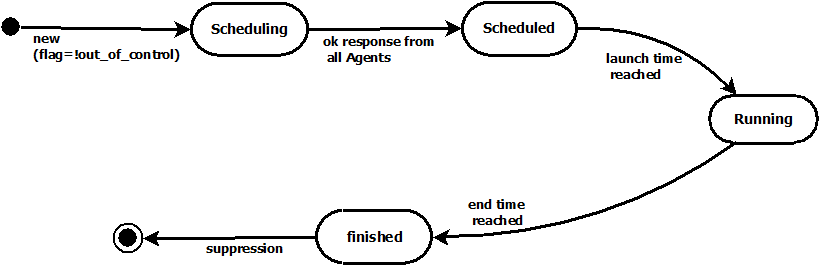 Scheduling
new
(flag=!out_of_control)
ok response from
all Agents
Scheduled
launch time
reached
Running
end time
reached
finished
suppression